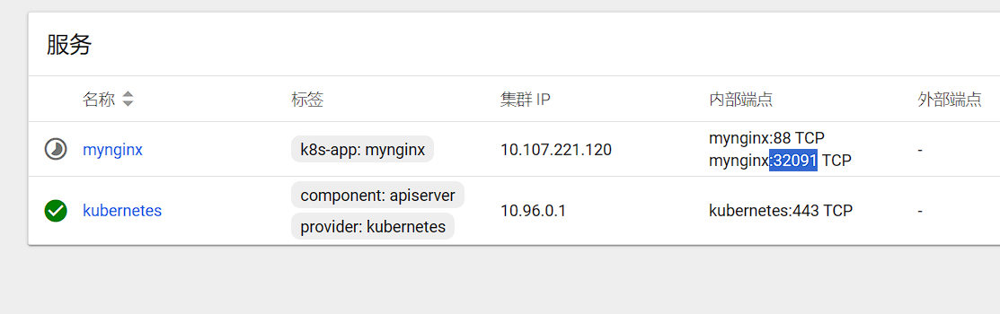 服务
名称 标签 集群 IP 内部端点 外部端点
mynginx k8s-app: mynginx 10.107.221.120 mynginx:88 TCP -
mynginx:32091 TCP
kubernetes component: apiserver 10.96.0.1 kubernetes:443 TCP -
provider: kubernetes